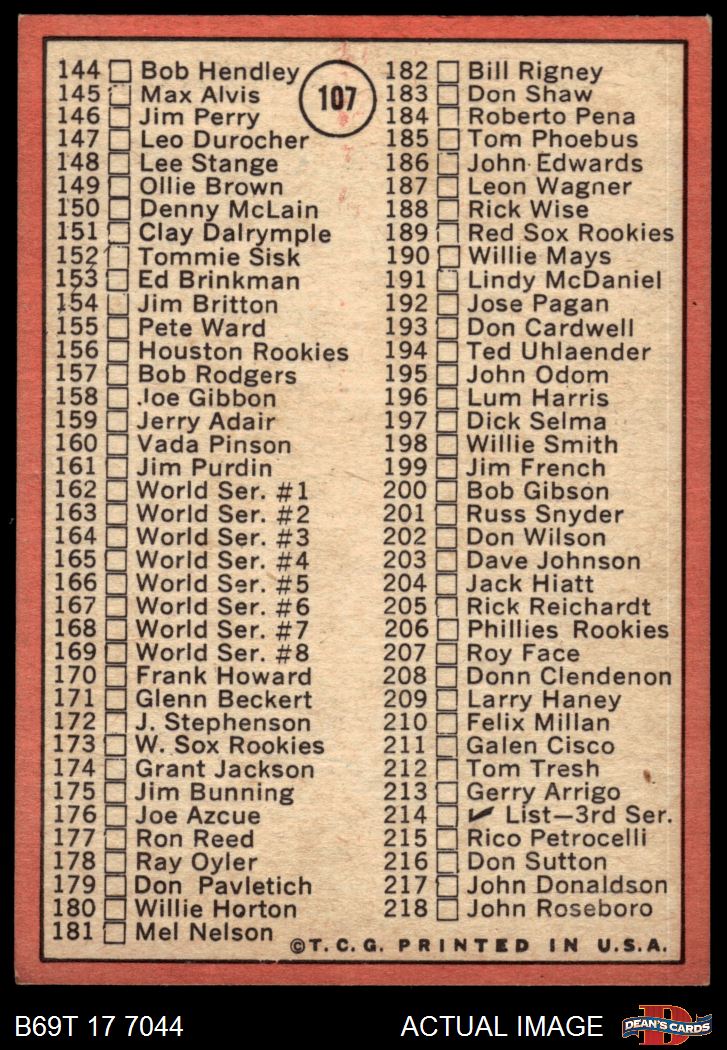 107
144 Bob Hendley
145 Max Alvis
146 Jim Perry
147 Leo Durocher
148 Lee Stange
149 Ollie Brown
150 Denny McLain
151 Clay Dalrymple
152 Tommie Sisk
153 Ed Brinkman
154 Jim Britton
155 Pete Ward
156 Houston Rookies
157 Bob Rodgers
158 Joe Gibbon
159 Jerry Adair
160 Vada Pinson
161 Jim Purdin
162 World Ser. #1
163 World Ser. #2
164 World Ser. #3
165 World Ser. #4
166 World Ser. #5
167 World Ser. #6
168 World Ser. #7
169 World Ser. #8
170 Frank Howard
171 Glenn Beckert
172 J. Stephenson
173 W. Sox Rookies
174 Grant Jackson
175 Jim Bunning
176 Joe Azcue
177 Ron Reed
178 Ray Oyler
179 Don Pavletich
180 Willie Horton
181 Mel Nelson
182 Bill Rigney
183 Don Shaw
184 Roberto Pena
185 Tom Phoebus
186 John Edwards
187 Leon Wagner
188 Rick Wise
189 Red Sox Rookies
190 Willie Mays
191 Lindy McDaniel
192 Jose Pagan
193 Don Cardwell
194 Ted Uhlaender
195 John Odom
196 Lum Harris
197 Dick Selma
198 Willie Smith
199 Jim French
200 Bob Gibson
201 Russ Snyder
202 Don Wilson
203 Dave Johnson
204 Jack Hiatt
205 Rick Reichardt
206 Phillies Rookies
207 Roy Face
208 Donn Clendenon
209 Larry Haney
210 Felix Millan
211 Galen Cisco
212 Tom Tresh
213 Gerry Arrigo
214 ✔ List—3rd Ser.
215 Rico Petrocelli
216 Don Sutton
217 John Donaldson
218 John Roseboro
©T.C.G. PRINTED IN U.S.A.
B69T 17 7044
ACTUAL IMAGE
D
DEAN'S CARDS